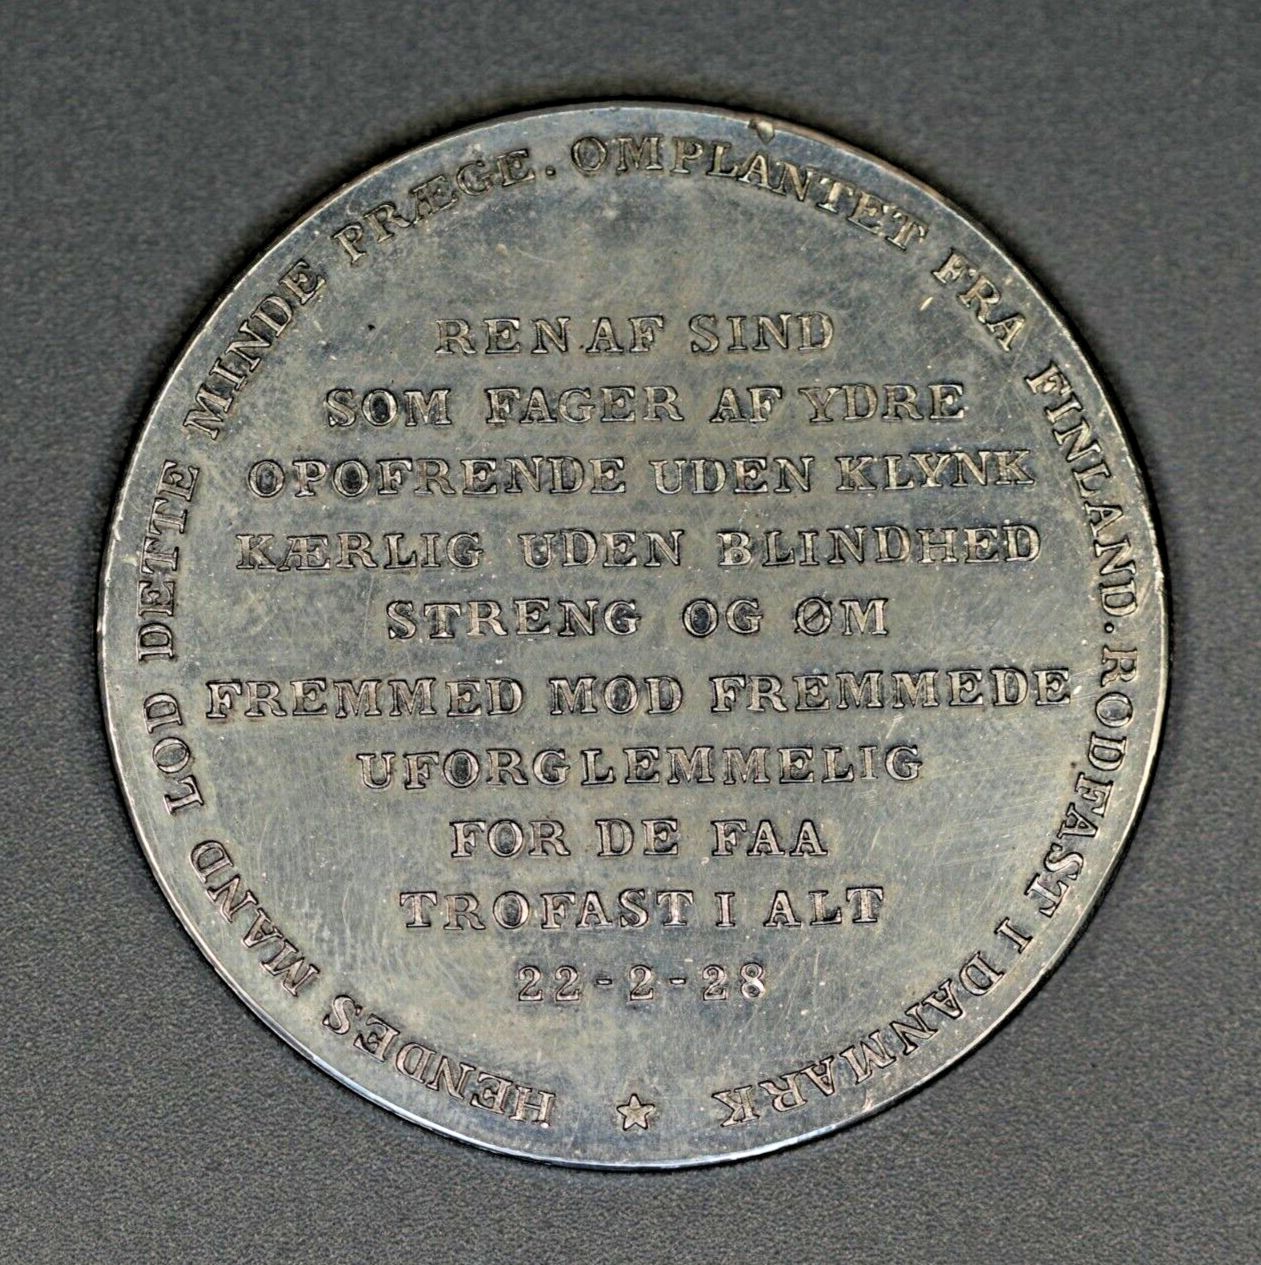 HENDES MAND LOD DETTE MINDE PRÆGE. OMPLANTET FRA FINLAND. RODFAST I DANMARK
REN AF SIND
SOM FAGER AF YDRE
OPOFRENDE UDEN KLYNK
KÆRLIG UDEN BLINDHED
STRENG OG ØM
FREMMED MOD FREMMEDE
UFORGLEMMELIG
FOR DE FAA
TROFAST I ALT
22-2-28